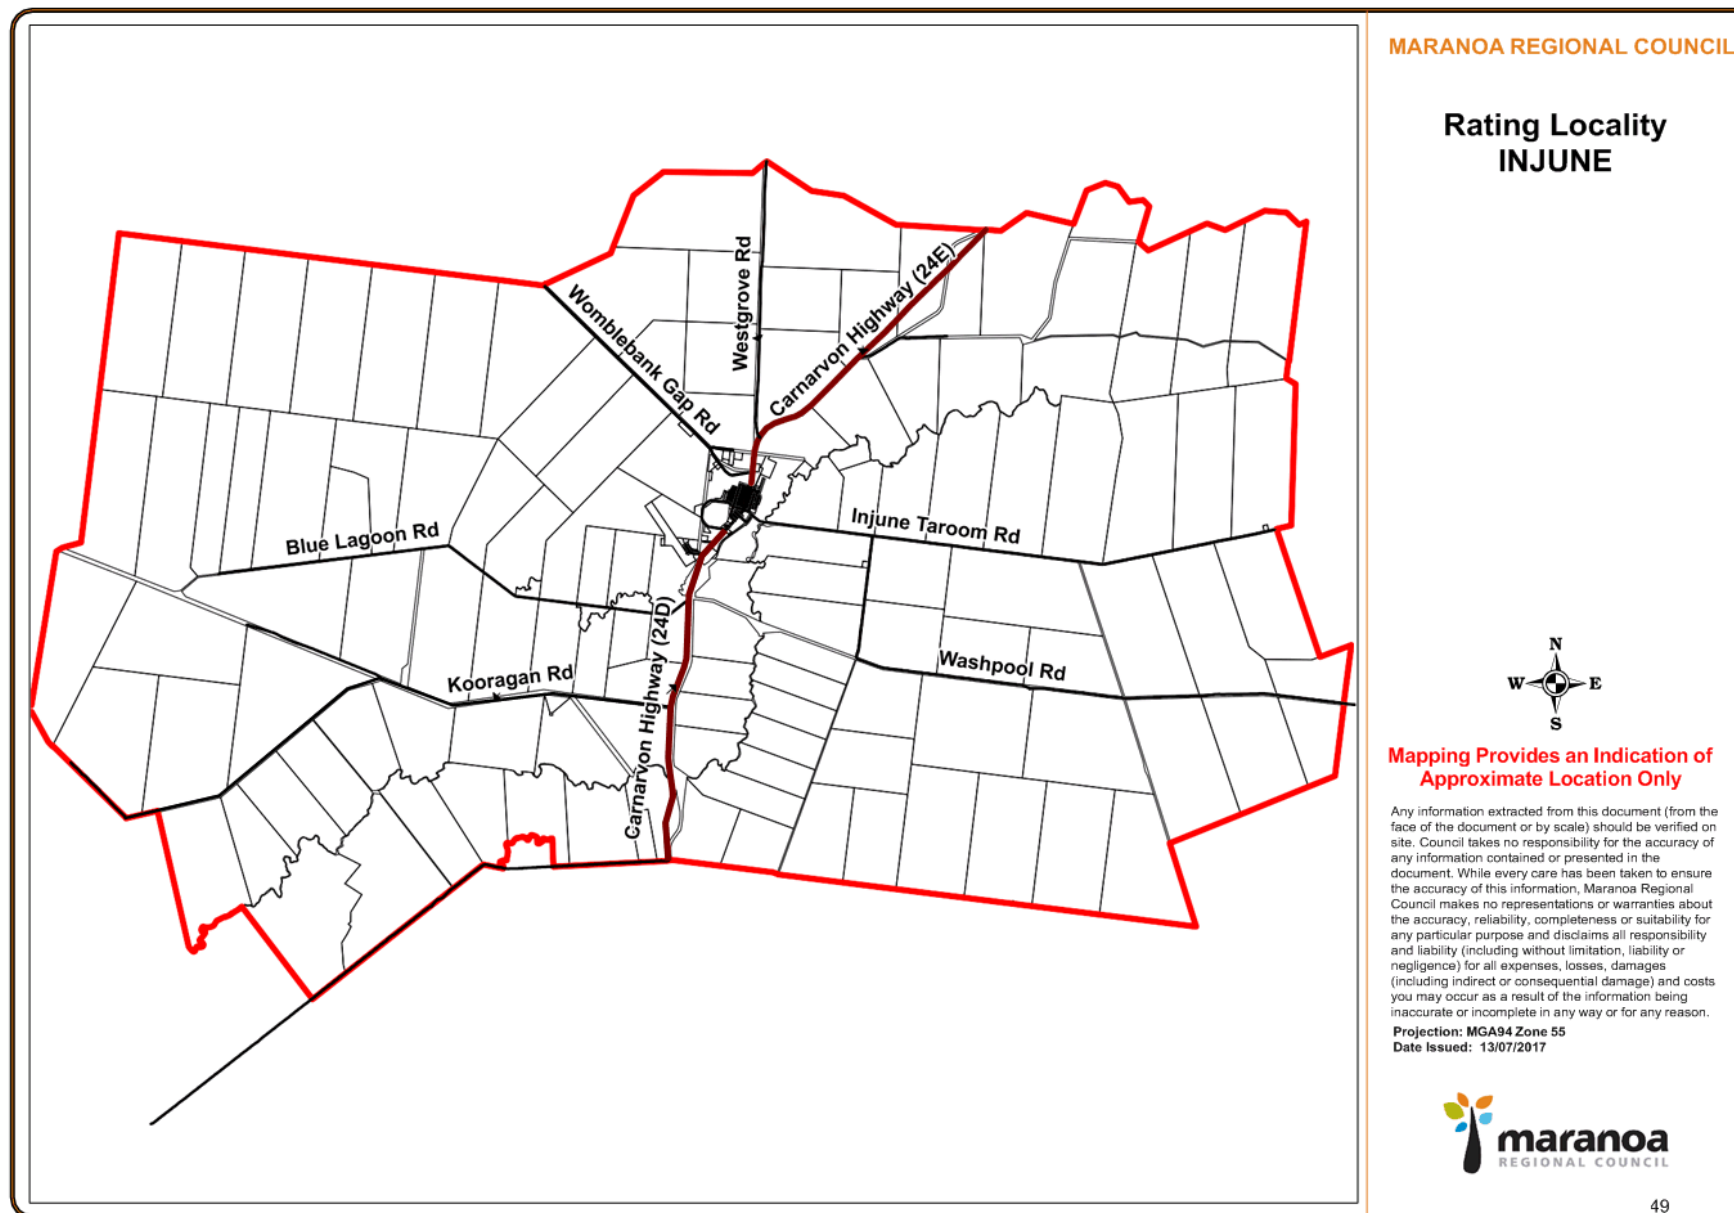 MARANOA REGIONAL COUNCIL
Rating Locality
INJUNE
Westgrove Rd
Carnarvon Highway (24E)
Womblebank Gap Rd
Blue Lagoon Rd
Injune Taroom Rd
Kooragan Rd
Carnarvon Highway (24D)
Washpool Rd
N
W E
S
Mapping Provides an Indication of
Approximate Location Only
Any information extracted from this document (from the
face of the document or by scale) should be verified on
site. Council takes no responsibility for the accuracy of
any information contained or presented in the
document. While every care has been taken to ensure
the accuracy of this information, Maranoa Regional
Council makes no representations or warranties about
the accuracy, reliability, completeness or suitability for
any particular purpose and disclaims all responsibility
and liability (including without limitation, liability or
negligence) for all expenses, losses, damages
(including indirect or consequential damage) and costs
you may occur as a result of the information being
inaccurate or incomplete in any way or for any reason.
Projection: MGA94 Zone 55
Date Issued: 13/07/2017
maranoa
REGIONAL COUNCIL
49